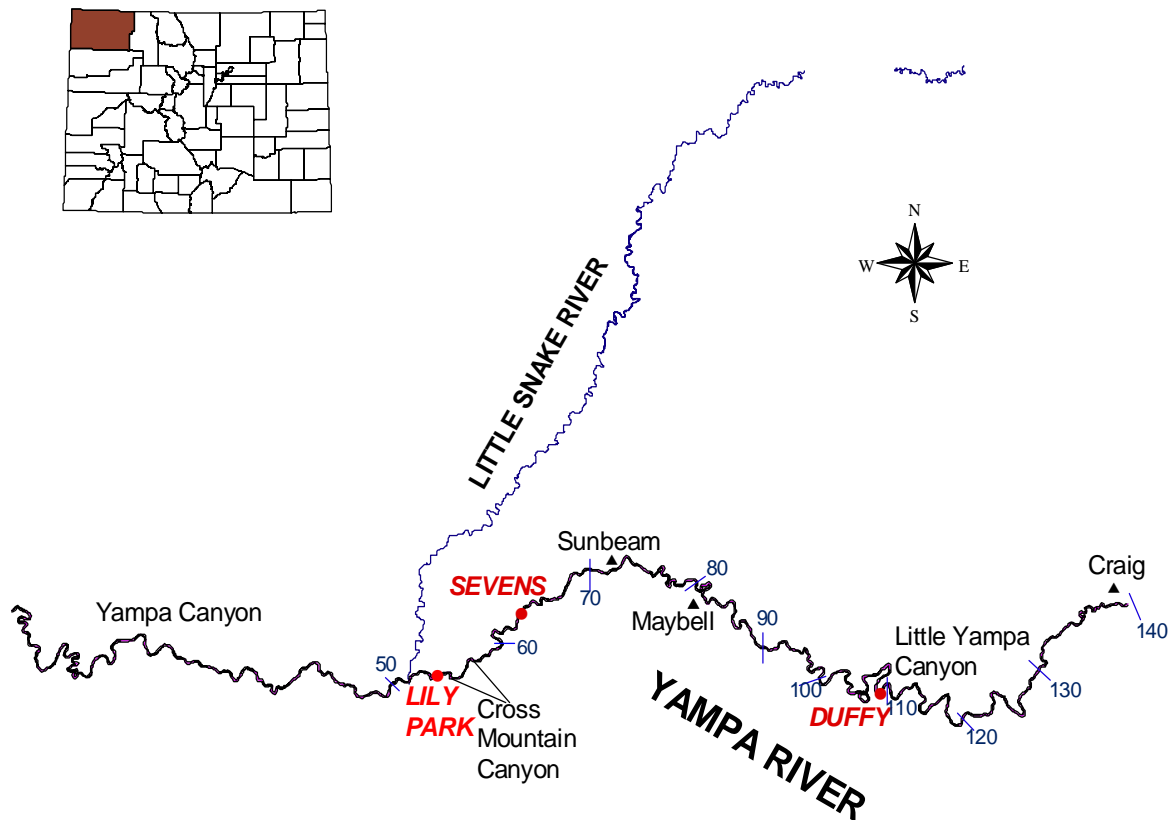 N
W
E
S
LITTLE SNAKE RIVER
Sunbeam
80
Craig
SEVENS
70
Yampa Canyon
Maybell
140
90
Little Yampa
Canyon
60
50
130
LILY
PARK
100
110
Cross
Mountain
Canyon
DUFFY
120
YAMPA RIVER